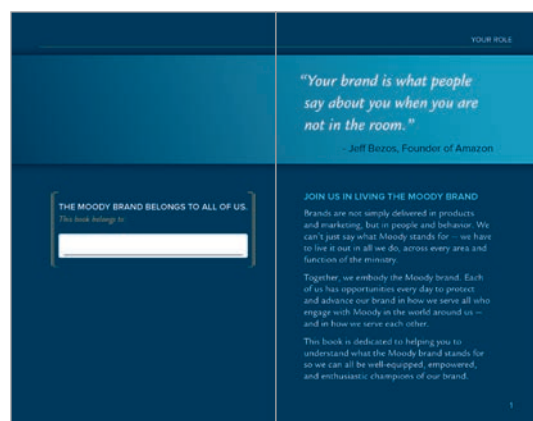 YOUR ROLE
THE MOODY BRAND BELONGS TO ALL OF US.
This book belongs to:
“Your brand is what people
say about you when you are
not in the room.”
- Jeff Bezos, Founder of Amazon
JOIN US IN LIVING THE MOODY BRAND
Brands are not simply delivered in products
and marketing, but in people and behavior. We
can't just say what Moody stands for — we have
to live it out in all we do, across every area and
function of the ministry.
Together, we embody the Moody brand. Each
of us has opportunities every day to protect
and advance our brand in how we serve all who
engage with Moody in the world around us —
and in how we serve each other.
This book is dedicated to helping you to
understand what the Moody brand stands for
so we can all be well-equipped, empowered,
and enthusiastic champions of our brand.
1